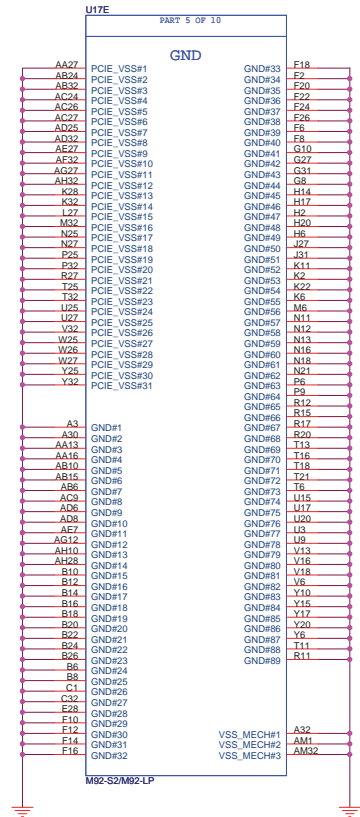 U17E
PART 5 OF 10
GND
AA27 PCIE_VSS#1
AB24 PCIE_VSS#2
AB32 PCIE_VSS#3
AC24 PCIE_VSS#4
AC26 PCIE_VSS#5
AC27 PCIE_VSS#6
AD25 PCIE_VSS#7
AD32 PCIE_VSS#8
AE27 PCIE_VSS#9
AF32 PCIE_VSS#10
AG27 PCIE_VSS#11
AH32 PCIE_VSS#12
K28 PCIE_VSS#13
K32 PCIE_VSS#14
L27 PCIE_VSS#15
M32 PCIE_VSS#16
N25 PCIE_VSS#17
N27 PCIE_VSS#18
P25 PCIE_VSS#19
P32 PCIE_VSS#20
R27 PCIE_VSS#21
T25 PCIE_VSS#22
T32 PCIE_VSS#23
U25 PCIE_VSS#24
U27 PCIE_VSS#25
V32 PCIE_VSS#26
W25 PCIE_VSS#27
W26 PCIE_VSS#28
W27 PCIE_VSS#29
Y25 PCIE_VSS#30
Y32 PCIE_VSS#31
A3 GND#1
A30 GND#2
AA13 GND#3
AA16 GND#4
AB10 GND#5
AB15 GND#6
AB6 GND#7
AC9 GND#8
AD6 GND#9
AD8 GND#10
AE7 GND#11
AG12 GND#12
AH10 GND#13
AH28 GND#14
B10 GND#15
B12 GND#16
B14 GND#17
B16 GND#18
B18 GND#19
B20 GND#20
B22 GND#21
B24 GND#22
B26 GND#23
B6 GND#24
B8 GND#25
C1 GND#26
C32 GND#27
E28 GND#28
F10 GND#29
F12 GND#30
F14 GND#31
F16 GND#32
GND#33 F18
GND#34 F2
GND#35 F20
GND#36 F22
GND#37 F24
GND#38 F26
GND#39 F6
GND#40 F8
GND#41 G10
GND#42 G27
GND#43 G31
GND#44 G8
GND#45 H14
GND#46 H17
GND#47 H2
GND#48 H20
GND#49 H6
GND#50 J27
GND#51 J31
GND#52 K11
GND#53 K2
GND#54 K22
GND#55 K6
GND#56 M6
GND#57 N11
GND#58 N12
GND#59 N13
GND#60 N16
GND#61 N18
GND#62 N21
GND#63 P6
GND#64 P9
GND#65 R12
GND#66 R15
GND#67 R17
GND#68 R20
GND#69 T13
GND#70 T16
GND#71 T18
GND#72 T21
GND#73 T6
GND#74 U15
GND#75 U17
GND#76 U20
GND#77 U3
GND#78 U9
GND#79 V13
GND#80 V16
GND#81 V18
GND#82 V6
GND#83 Y10
GND#84 Y15
GND#85 Y17
GND#86 Y20
GND#87 Y6
GND#88 T11
GND#89 R11
VSS_MECH#1 A32
VSS_MECH#2 AM1
VSS_MECH#3 AM32
M92-S2/M92-LP